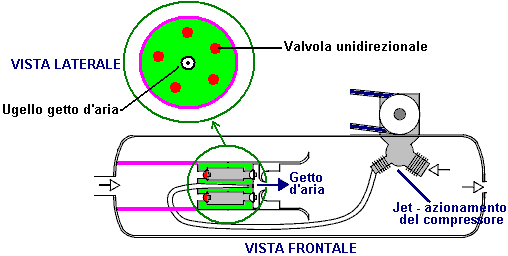 Valvola unidirezionale
VISTA LATERALE
Ugello getto d'aria
Getto
d'aria
Jet - azionamento
del compressore
VISTA FRONTALE